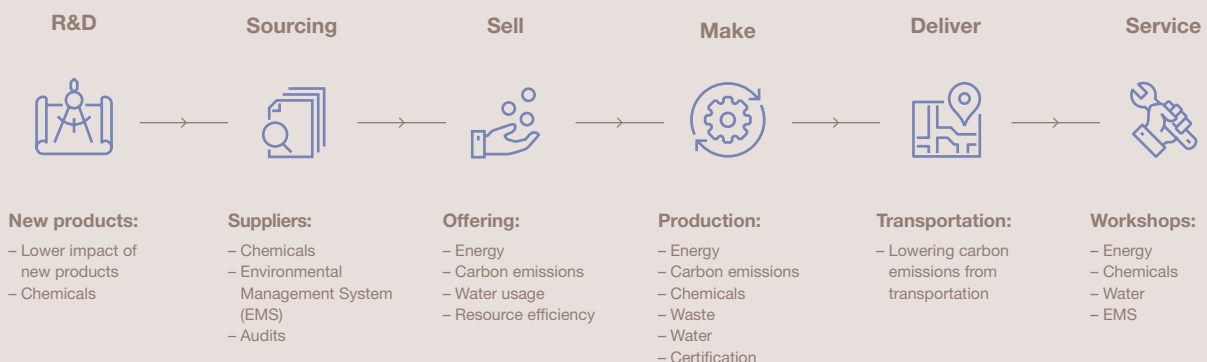 R&D
Sourcing
Sell
Make
Deliver
Service
New products:
– Lower impact of
new products
– Chemicals
Suppliers:
– Chemicals
– Environmental
Management System
(EMS)
– Audits
Offering:
– Energy
– Carbon emissions
– Water usage
– Resource efficiency
Production:
– Energy
– Carbon emissions
– Chemicals
– Waste
– Water
– Certification
Transportation:
– Lowering carbon
emissions from
transportation
Workshops:
– Energy
– Chemicals
– Water
– EMS